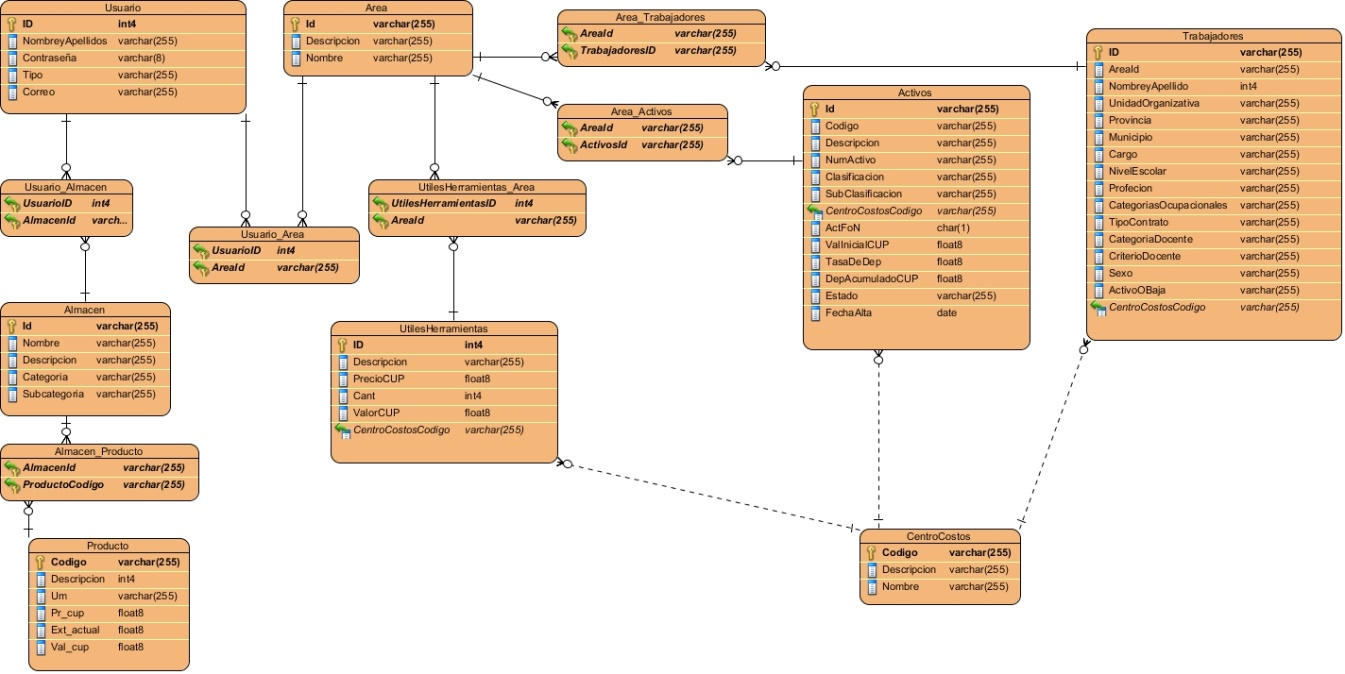 Usuario
ID int4
NombreyApellidos varchar(255)
Contraseña varchar(8)
Tipo varchar(255)
Correo varchar(255)
Area
Id varchar(255)
Descripcion varchar(255)
Nombre varchar(255)
Area_Trabajadores
AreaId varchar(255)
TrabajadoresID varchar(255)
Trabajadores
ID varchar(255)
AreaId varchar(255)
NombreyApellido int4
UnidadOrganizativa varchar(255)
Provincia varchar(255)
Municipio varchar(255)
Cargo varchar(255)
NivelEscolar varchar(255)
Profecion varchar(255)
CategoriasOcupacionales varchar(255)
TipoContrato varchar(255)
CategoriaDocente varchar(255)
CriterioDocente varchar(255)
Sexo varchar(255)
ActivoOBaja varchar(255)
CentroCostosCodigo varchar(255)
Activos
Id varchar(255)
Codigo varchar(255)
Descripcion varchar(255)
NumActivo varchar(255)
Clasificacion varchar(255)
SubClasificacion varchar(255)
CentroCostosCodigo varchar(255)
ActFoN char(1)
ValInicialCUP float8
TasaDeDep float8
DepAcumuladoCUP float8
Estado varchar(255)
FechaAlta date
Area_Activos
AreaId varchar(255)
ActivosId varchar(255)
Usuario_Almacen
UsuarioID int4
AlmacenId varch...
UtilesHerramientas_Area
UtilesHerramientasID int4
AreaId varchar(255)
Usuario_Area
UsuarioID int4
AreaId varchar(255)
Almacen
Id varchar(255)
Nombre varchar(255)
Descripcion varchar(255)
Categoria varchar(255)
Subcategoria varchar(255)
UtilesHerramientas
ID int4
Descripcion varchar(255)
PrecioCUP float8
Cant int4
ValorCUP float8
CentroCostosCodigo varchar(255)
Almacen_Producto
AlmacenId varchar(255)
ProductoCodigo varchar(255)
Producto
Codigo varchar(255)
Descripcion int4
Um varchar(255)
Pr_cup float8
Ext_actual float8
Val_cup float8
CentroCostos
Codigo varchar(255)
Descripcion varchar(255)
Nombre varchar(255)